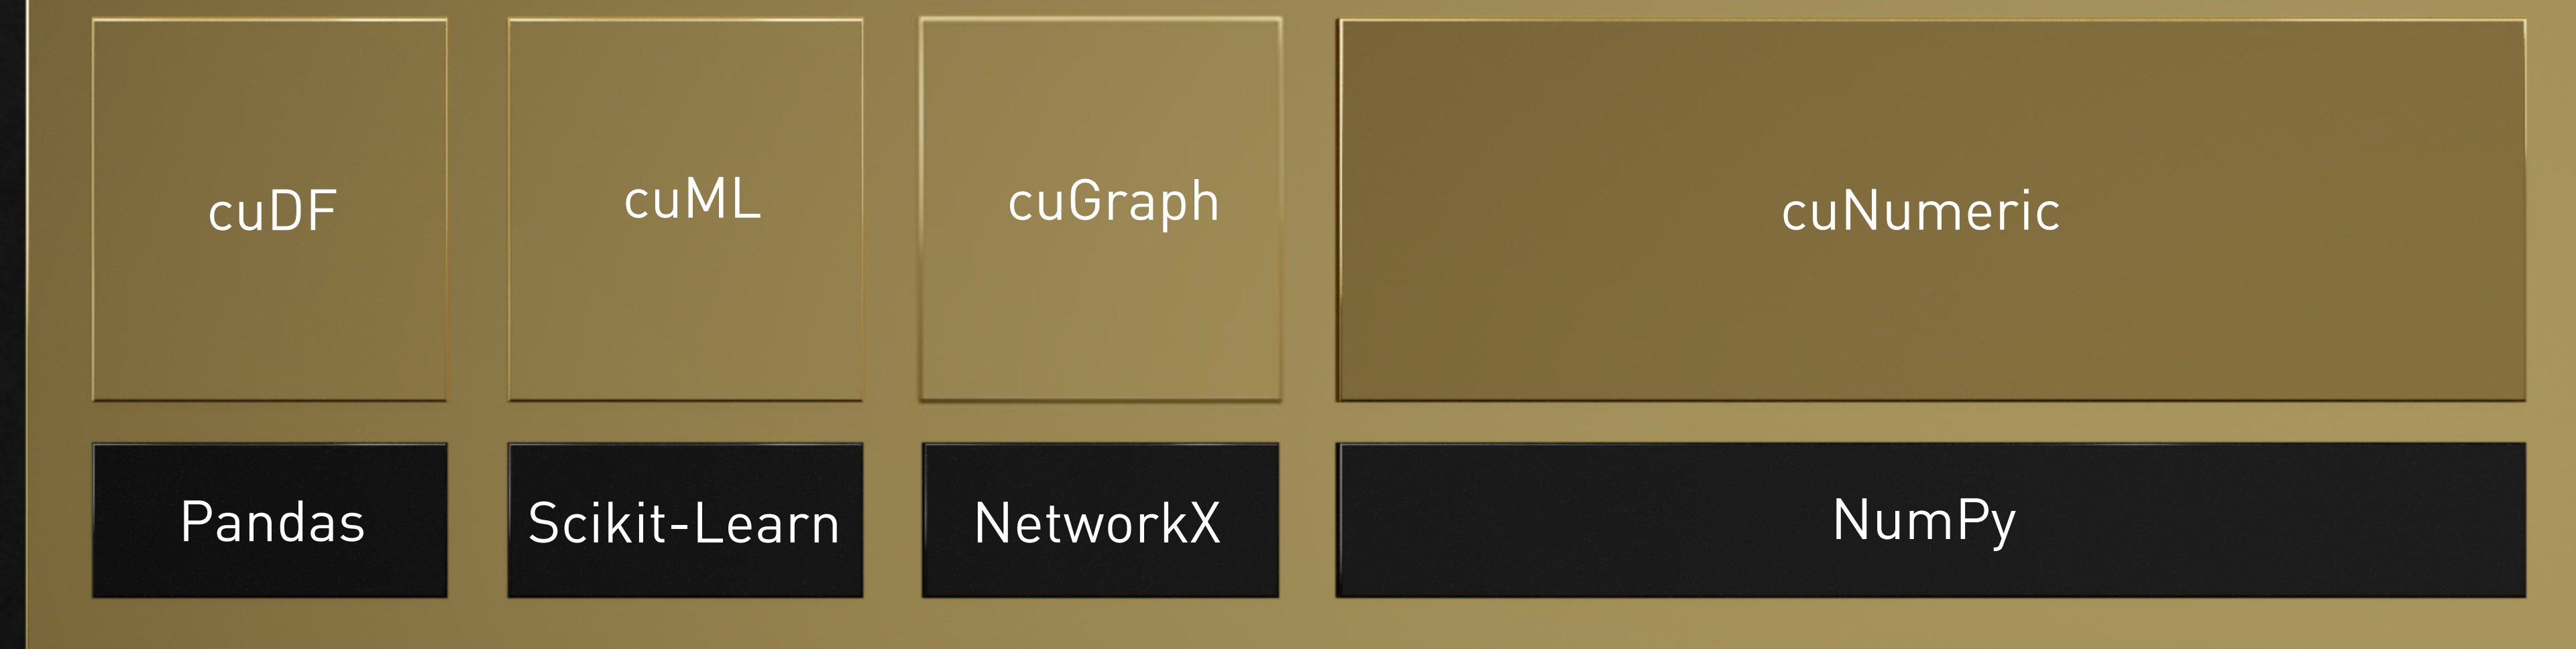 cuDF
cuML
cuGraph
cuNumeric
Pandas
Scikit-Learn
NetworkX
NumPy